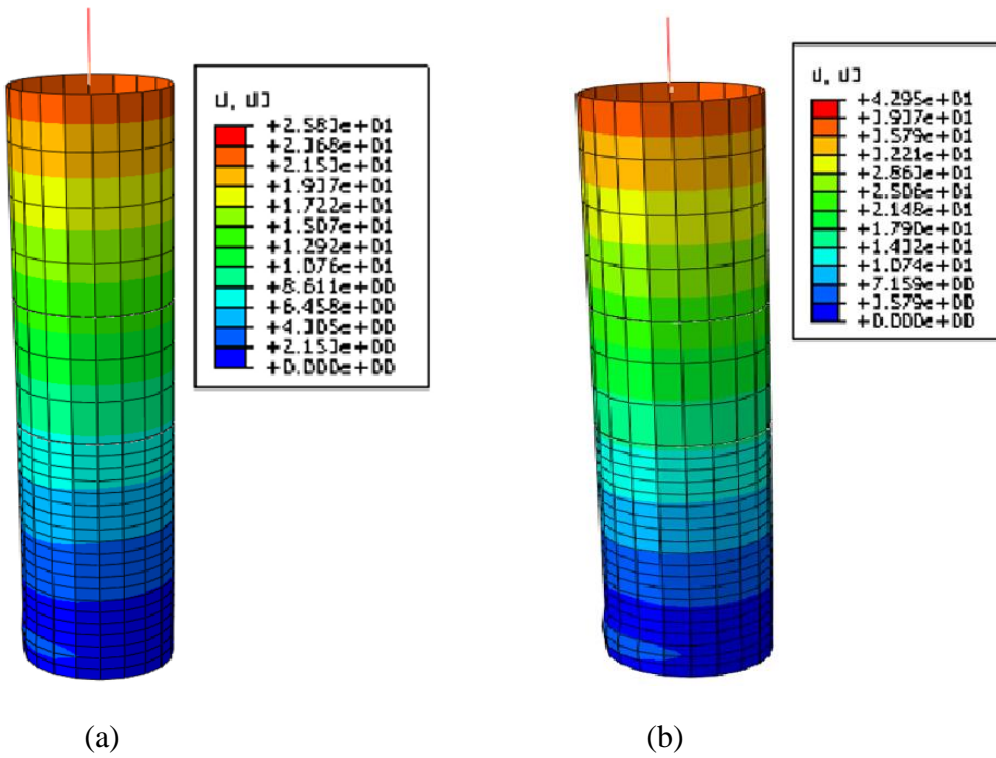 U, U3
+2.583e+01
+2.368e+01
+2.153e+01
+1.937e+01
+1.722e+01
+1.507e+01
+1.292e+01
+1.076e+01
+8.611e+00
+6.458e+00
+4.305e+00
+2.153e+00
+0.000e+00
U, U3
+4.295e+01
+3.937e+01
+3.579e+01
+3.221e+01
+2.863e+01
+2.506e+01
+2.148e+01
+1.790e+01
+1.432e+01
+1.074e+01
+7.159e+00
+3.579e+00
+0.000e+00
(a)
(b)